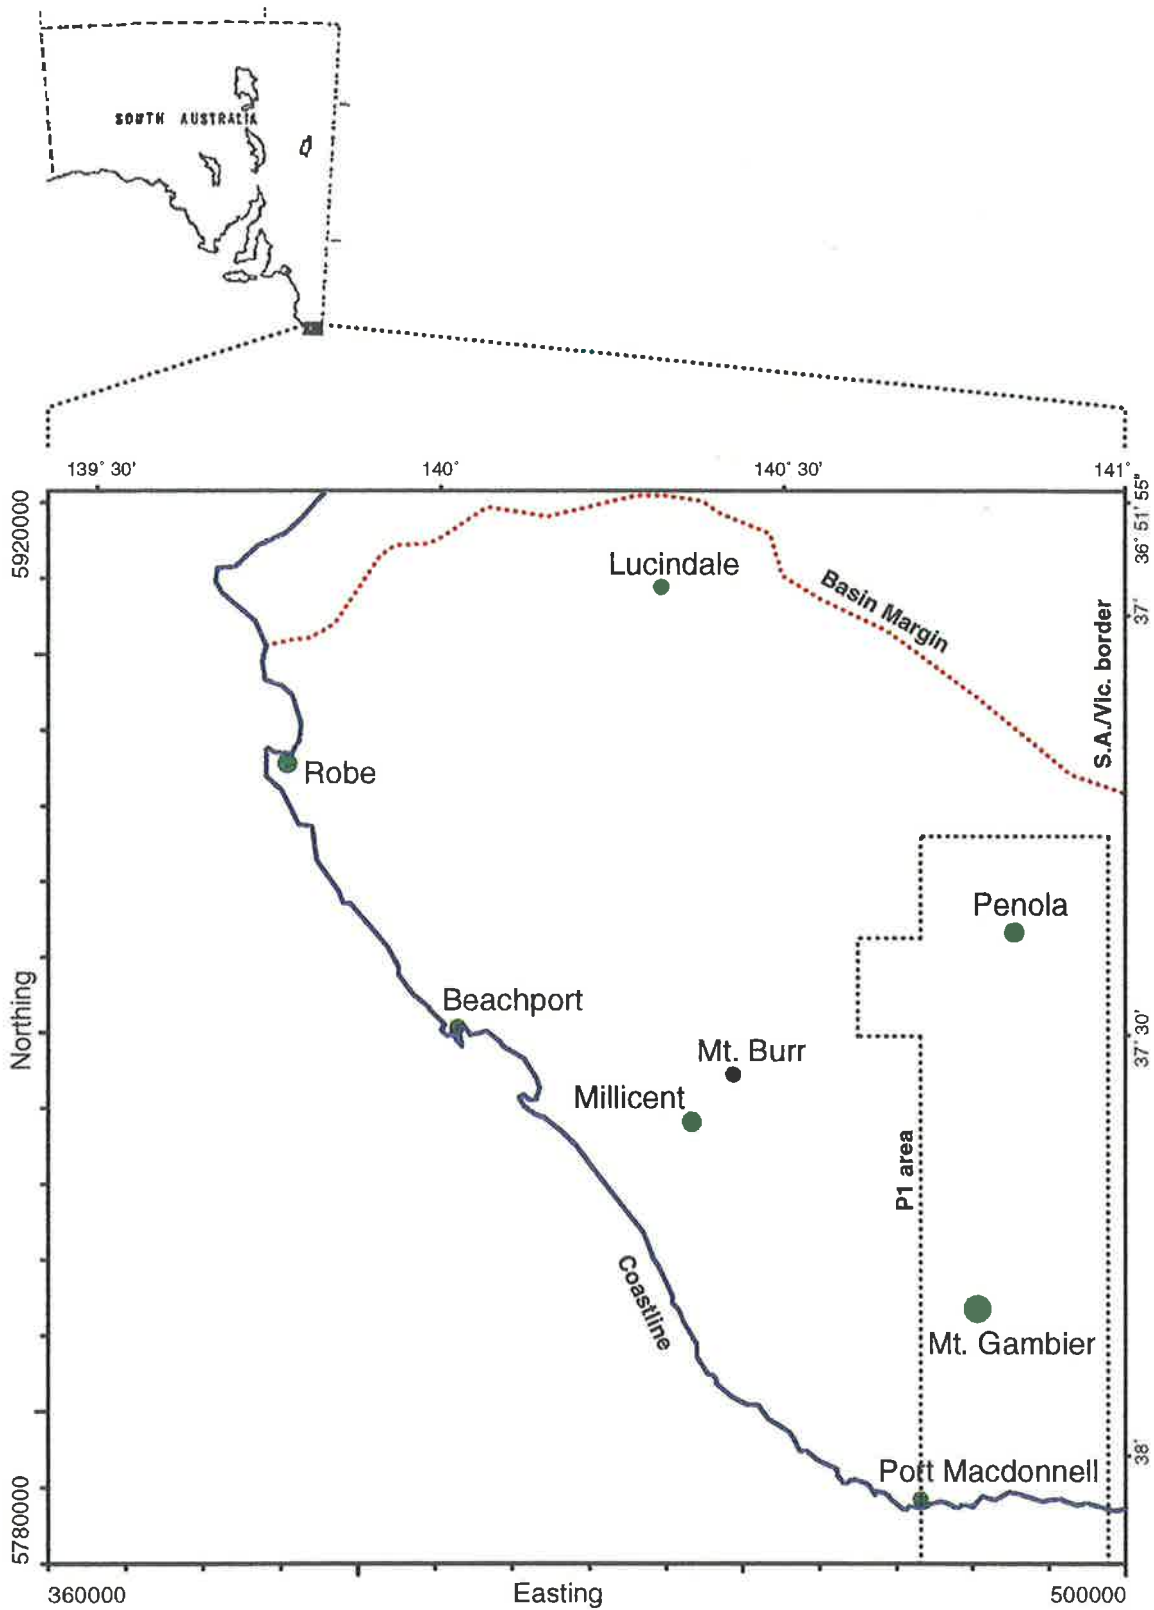 SOUTH AUSTRALIA
139° 30'
140°
140° 30'
141°
5920000
36° 51' 55"
Lucindale
Basin Margin
37°
S.A./Vic. border
Robe
Penola
Beachport
Northing
37° 30'
Mt. Burr
Millicent
P1 area
Coastline
Mt. Gambier
38°
Port Macdonnell
5780000
360000
Easting
500000